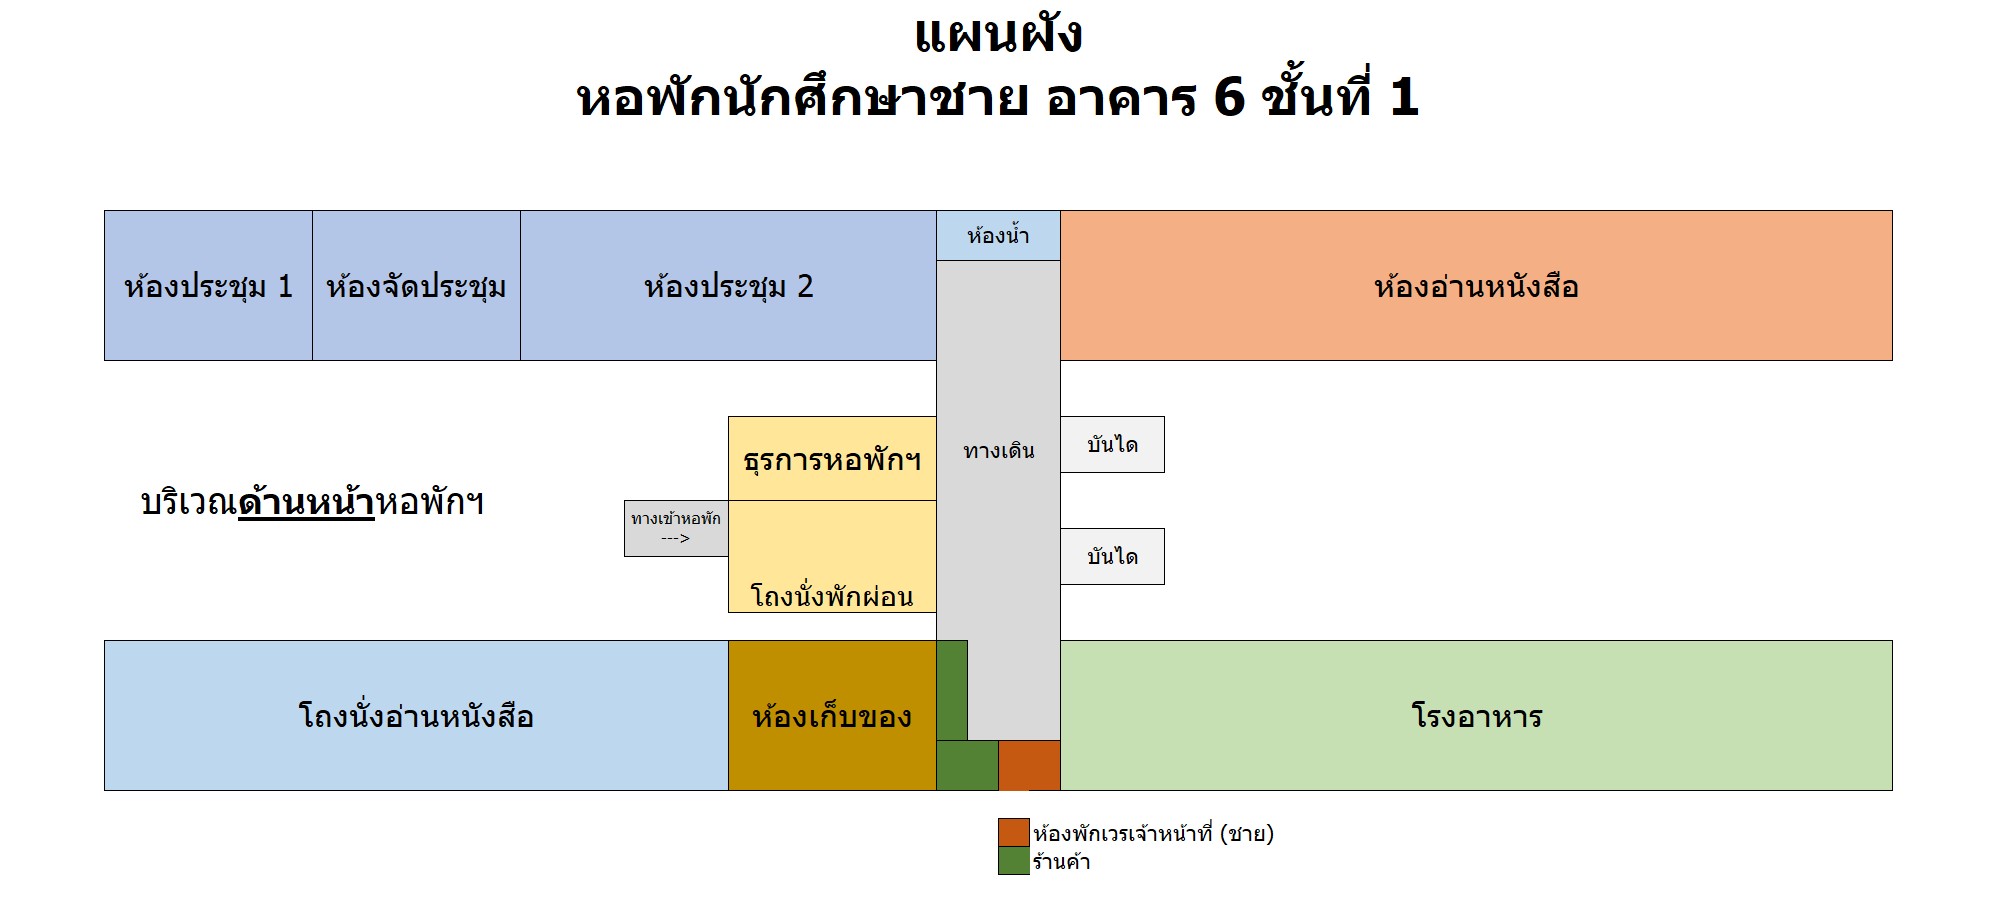 แผนผัง
หอพักนักศึกษาชาย อาคาร 6 ชั้นที่ 1
ห้องประชุม 1
ห้องจัดประชุม
ห้องประชุม 2
ห้องน้ำ
ห้องอ่านหนังสือ
ธุรการหอพักฯ
ทางเดิน
บันได
บริเวณด้านหน้าหอพักฯ
ทางเข้าหอพัก
--->
บันได
โถงนั่งพักผ่อน
โถงนั่งอ่านหนังสือ
ห้องเก็บของ
โรงอาหาร
ห้องพักเวรเจ้าหน้าที่ (ชาย)
ร้านค้า